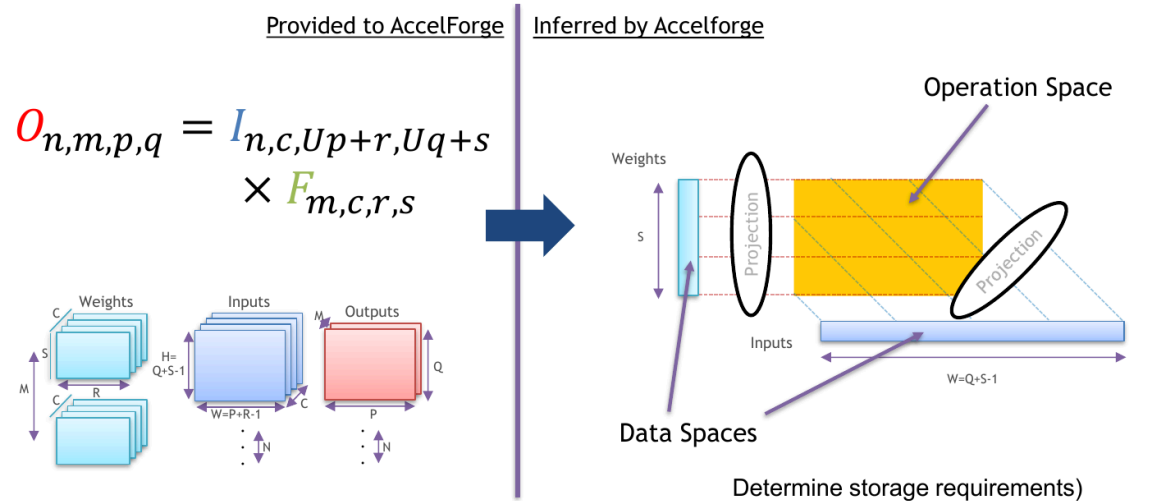 Provided to AccelForge
Inferred by Accelforge
O_{n,m,p,q} = I_{n,c,Up+r,Uq+s}
× F_{m,c,r,s}
Weights
C
S
R
M
C
Inputs
H=
Q+S-1
W=P+R-1
C
N
Outputs
M
Q
P
N
Operation Space
Weights
S
Projection
Projection
Inputs
W=Q+S-1
Data Spaces
Determine storage requirements)